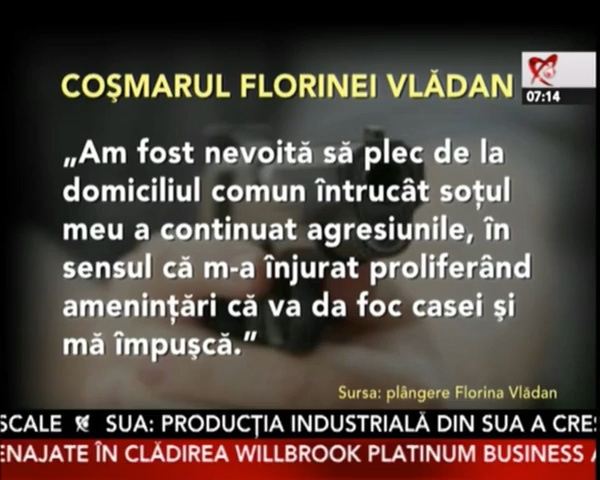 COŞMARUL FLORINEI VLĂDAN
07:14
„Am fost nevoită să plec de la
domiciliul comun întrucât soţul
meu a continuat agresiunile, în
sensul că m-a înjurat proliferând
ameninţări că va da foc casei şi
mă împuşcă.”
Sursa: plângere Florina Vlădan
SCALE SUA: PRODUCŢIA INDUSTRIALĂ DIN SUA A CRES
ENAJATE ÎN CLĂDIREA WILLBROOK PLATINUM BUSINESS A